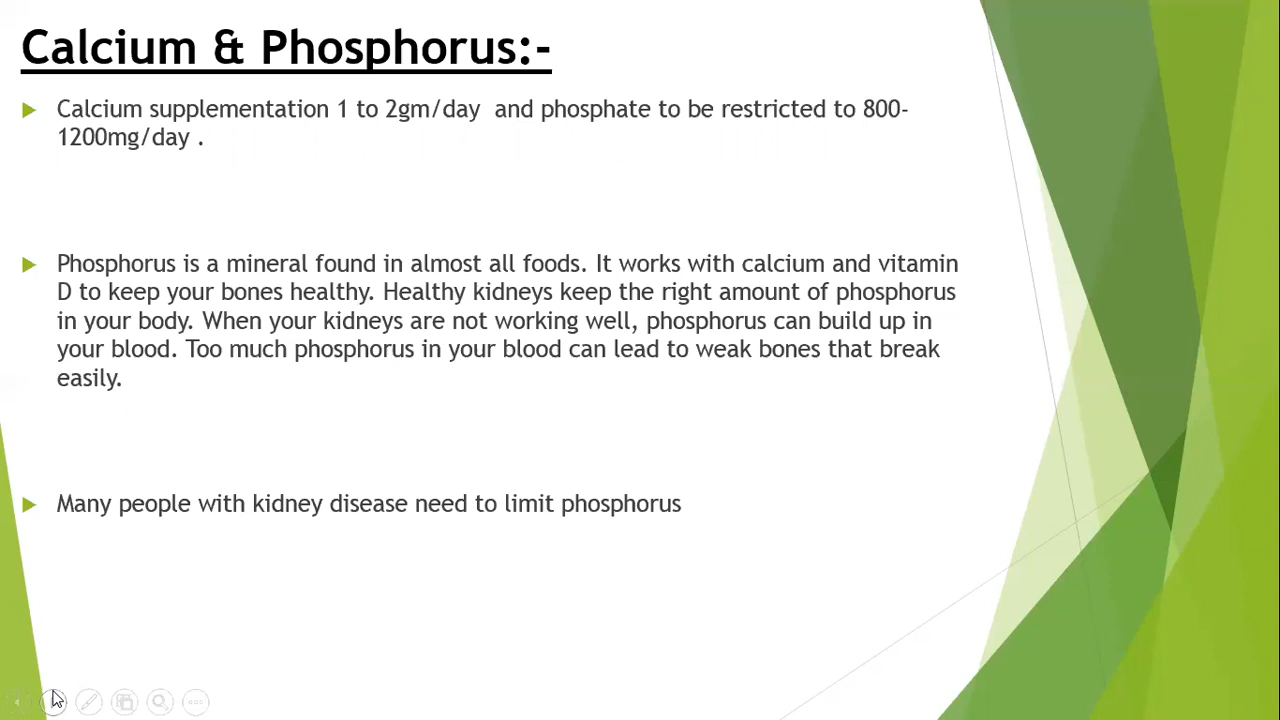 Calcium & Phosphorus:-
Calcium supplementation 1 to 2gm/day  and phosphate to be restricted to 800-
1200mg/day .
Phosphorus is a mineral found in almost all foods. It works with calcium and vitamin
D to keep your bones healthy. Healthy kidneys keep the right amount of phosphorus
in your body. When your kidneys are not working well, phosphorus can build up in
your blood. Too much phosphorus in your blood can lead to weak bones that break
easily.
Many people with kidney disease need to limit phosphorus